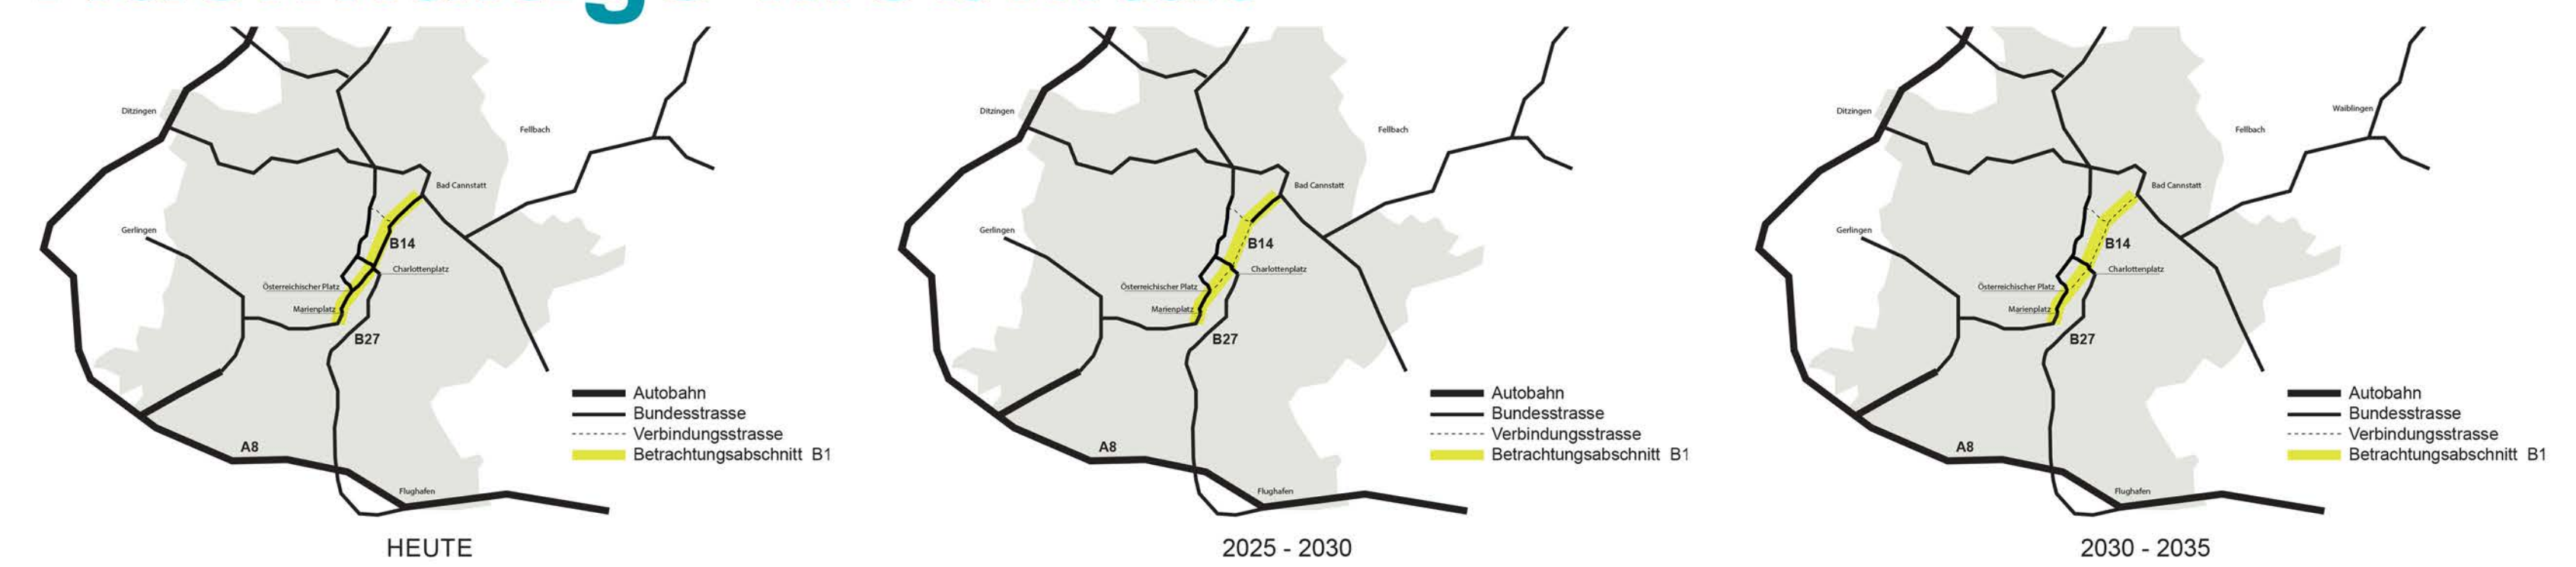 Ditzingen
Fellbach
Bad Cannstatt
Gerlingen
B14
Charlottenplatz
Österreichischer Platz
Marienplatz
B27
Autobahn
Bundesstrasse
Verbindungsstrasse
Betrachtungsabschnitt B1
A8
Flughafen
HEUTE
Ditzingen
Fellbach
Bad Cannstatt
Gerlingen
B14
Charlottenplatz
Österreichischer Platz
Marienplatz
B27
Autobahn
Bundesstrasse
Verbindungsstrasse
Betrachtungsabschnitt B1
A8
Flughafen
2025 - 2030
Waiblingen
Ditzingen
Fellbach
Bad Cannstatt
Gerlingen
B14
Charlottenplatz
Österreichischer Platz
Marienplatz
B27
Autobahn
Bundesstrasse
Verbindungsstrasse
Betrachtungsabschnitt B1
A8
Flughafen
2030 - 2035